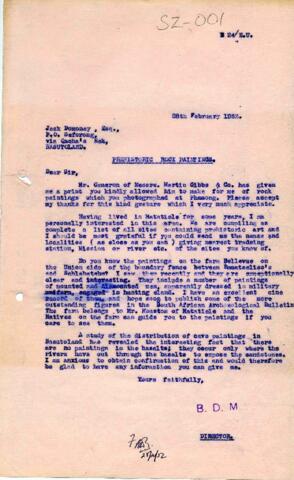 SZ-001
B 24/S.U.
28th February 1952.
Jack Domoney, Esq.,
P.O. Seforong,
via Qacha's Nek,
BASUTOLAND.
PREHISTORIC ROCK PAINTINGS.
Dear Sir,
Mr. Cameron of Messrs. Martin Gibbs & Co. has given
me a print you kindly allowed him to make for me of rock
paintings which you photographed at Phamong. Please accept
my thanks for this kind gesture which I very much appreciate.
Having lived in Matatiele for some years, I am
personally interested in this area. We are compiling as
complete a list of all sites containing prehistoric art and
I should be most grateful if you could send me the names and
localities (as close as you can) giving nearest trading
station, Mission or river etc. of the sites you know of.
Do you know the paintings on the farm Bellevue on
the Union side of the boundary fence between
and I saw them recently and they are exceptionally
clear and interesting and include a number of representations
of mounted and dismounted men, apparently dressed in military
uniforms, engaged in hunting eland. I have an excellent
record of them, and hope soon to publish some of the more
outstanding figures in the South African Archaeological Bulletin.
The farm belongs to Mr. of Matatiele and the
Natives on the farm can guide you to the paintings if you
care to see them.
A study of the distribution of cave paintings in
Basutoland has revealed the interesting fact that there
are no paintings in the basalts; they occur only where the
rivers have cut through the basalts to expose the sandstones.
I am anxious to obtain confirmation of this and would therefore
be glad to have any information you can give me.
Yours faithfully,
B. D. M
DIRECTOR.